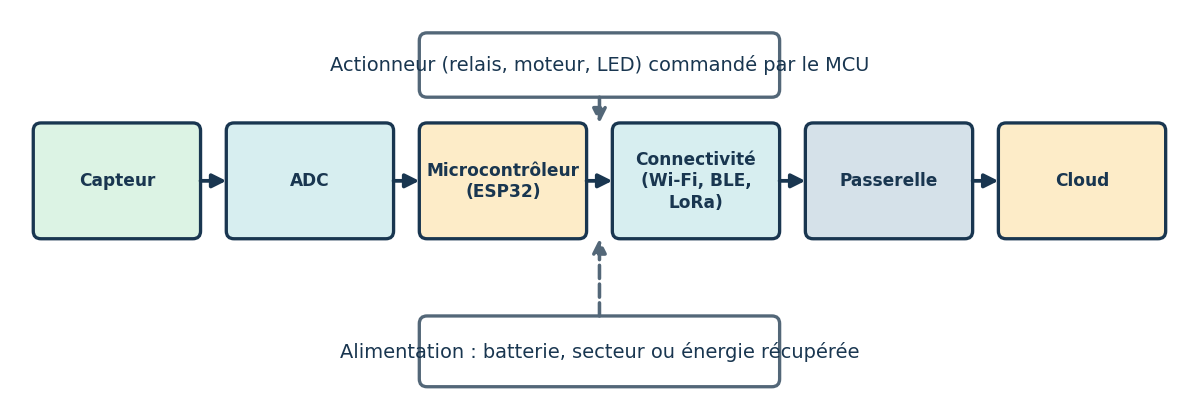 Actionneur (relais, moteur, LED) commandé par le MCU
Capteur
ADC
Microcontrôleur
(ESP32)
Connectivité
(Wi-Fi, BLE,
LoRa)
Passerelle
Cloud
Alimentation : batterie, secteur ou énergie récupérée